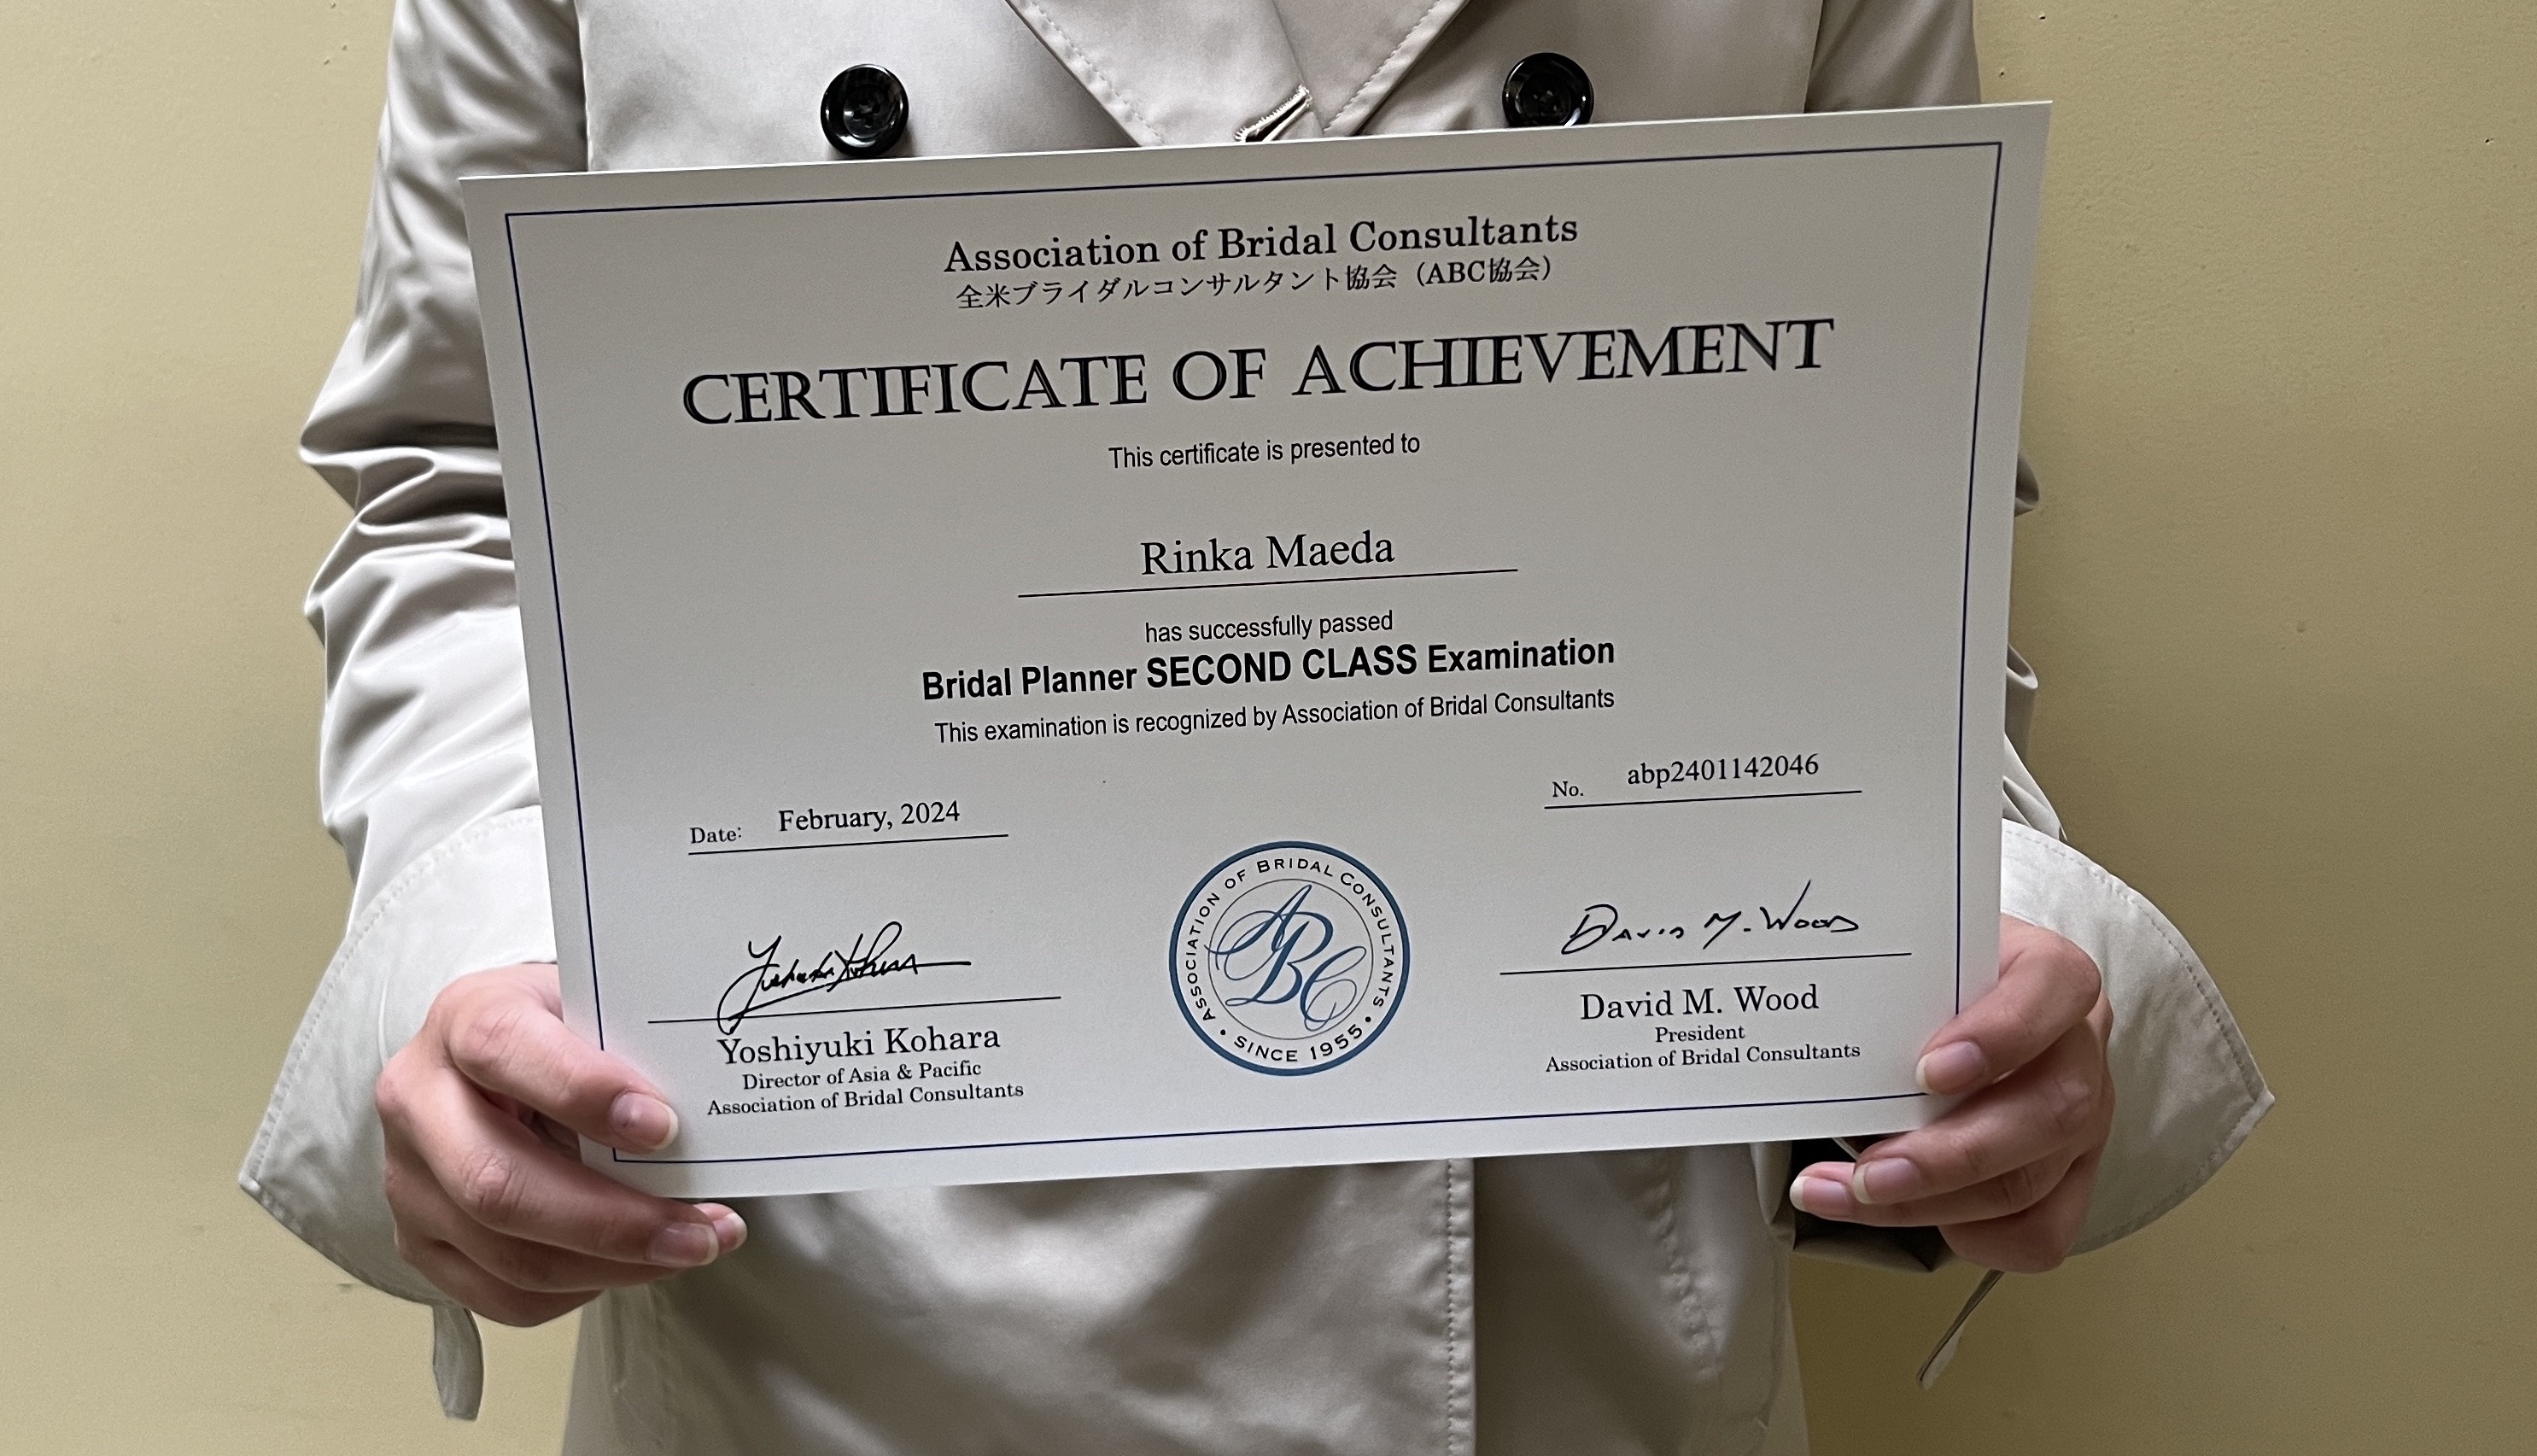 Association of Bridal Consultants
全米ブライダルコンサルタント協会（ABC協会）
CERTIFICATE OF ACHIEVEMENT
This certificate is presented to
Rinka Maeda
has successfully passed
Bridal Planner SECOND CLASS Examination
This examination is recognized by Association of Bridal Consultants
Date: February, 2024
No. abp2401142046
ASSOCIATION OF BRIDAL CONSULTANTS
ABC
• SINCE 1955 •
Yoshiyuki Kohara
Director of Asia & Pacific
Association of Bridal Consultants
David M. Wood
David M. Wood
President
Association of Bridal Consultants